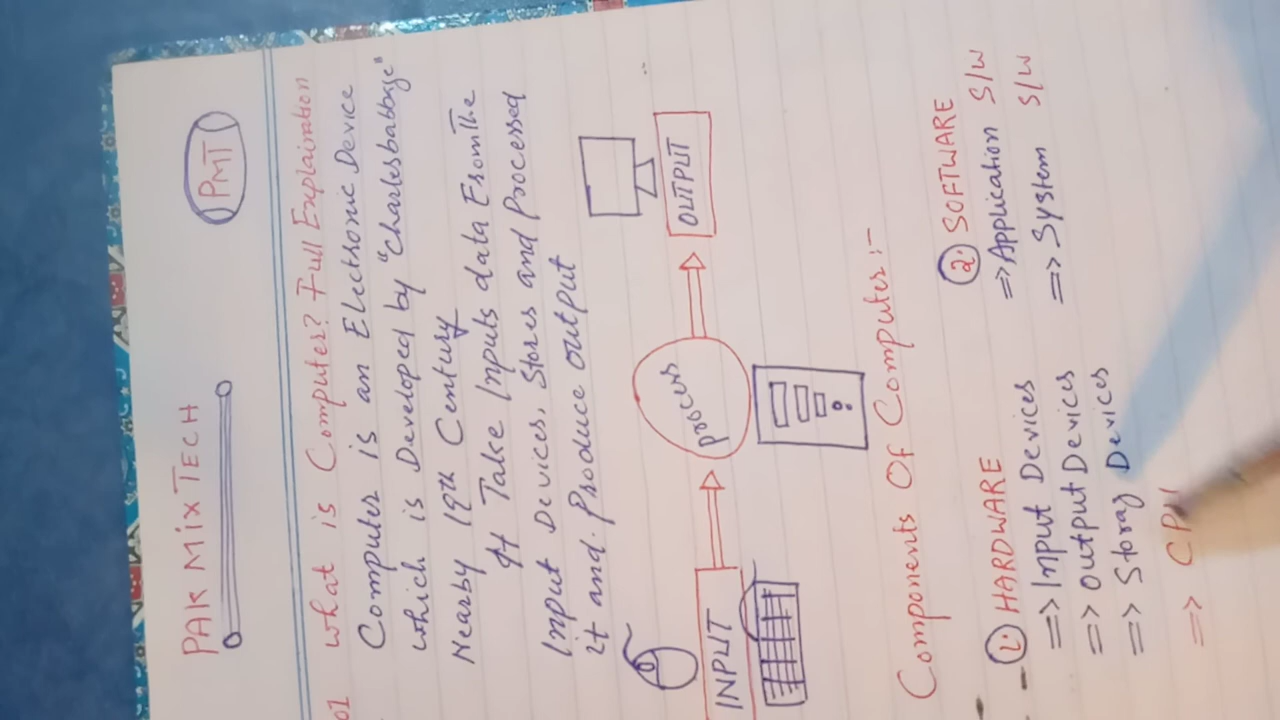 PAK MIX TECH
PMT
01 what is Computer? Full Explaination
Computer is an Electronic Device
which is Developed by "Charlesbabbage"
Nearby 19th Century
It Take Inputs data From The
Input Devices, Stores and Processed
it and. Produce output
INPUT
process
OUTPUT
Components Of Computer :-
1. HARDWARE
=> Input Devices
=> Output Devices
=> Storag Devices
=> CPU
2. SOFTWARE
=> Application S/W
=> System S/W